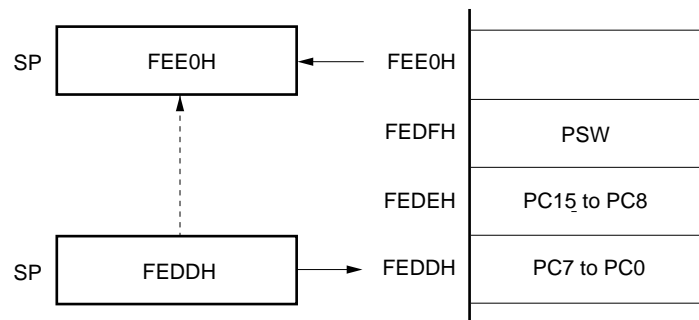 SP FEE0H FEE0H
FEDFH PSW
FEDEH PC15 to PC8
SP FEDDH FEDDH PC7 to PC0